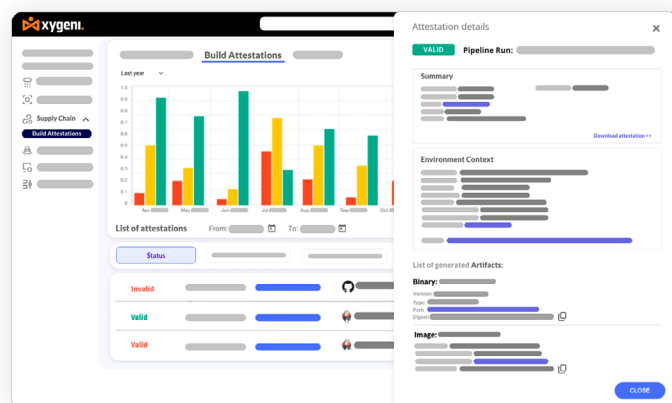 xygeni.
Build Attestations
Last year
1.0
0.8
0.7
0.6
0.5
0.4
0.3
0.2
0.1
0
Apr
May
Jun
Jul
Aug
Sep
Oct
Supply Chain
Build Attestations
List of attestations
From:
To:
Status
Invalid
Valid
Valid
Attestation details
VALID
Pipeline Run:
Summary
Download attestation >>
Environment Context
List of generated Artifacts:
Binary:
Version:
Type:
Path:
Digest:
Image:
CLOSE